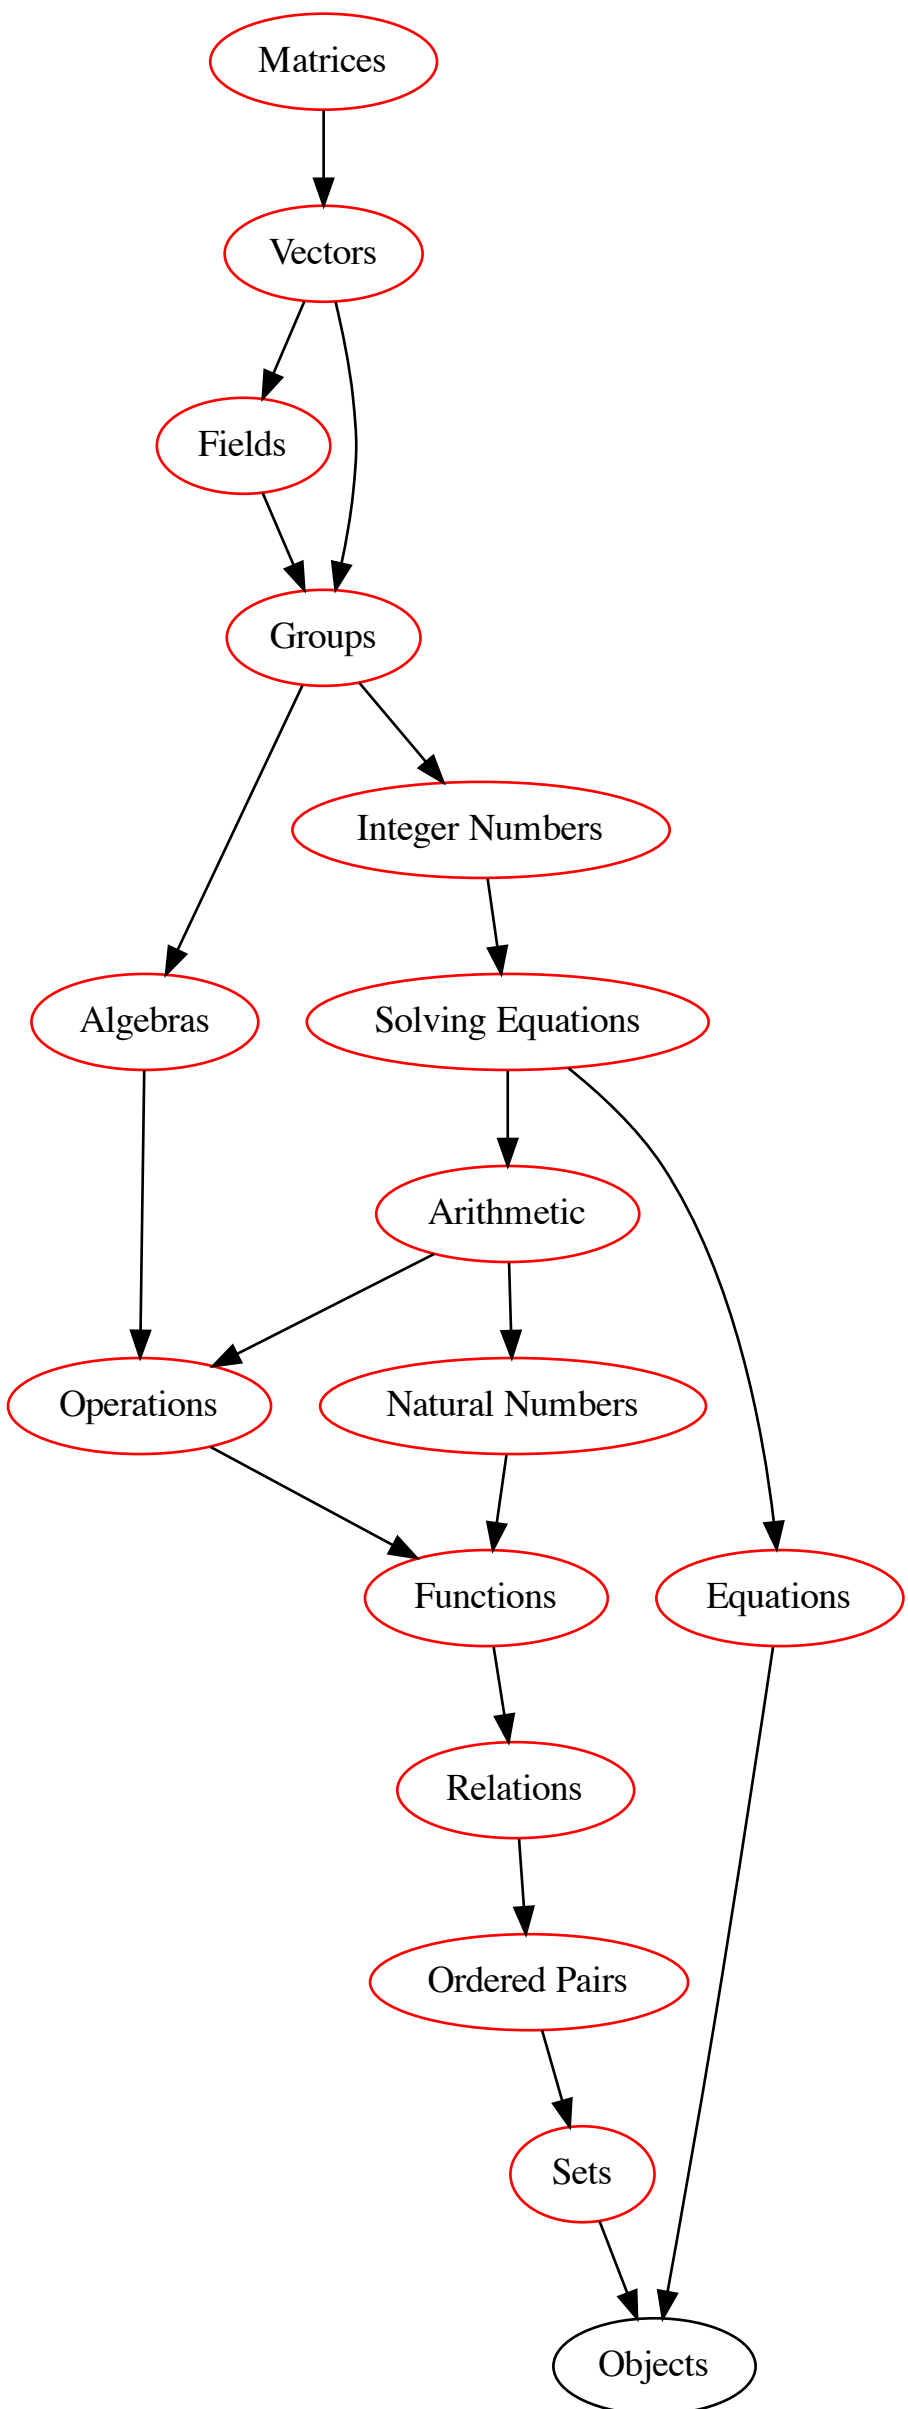 Matrices
Vectors
Fields
Groups
Integer Numbers
Algebras
Solving Equations
Arithmetic
Operations
Natural Numbers
Functions
Equations
Relations
Ordered Pairs
Sets
Objects